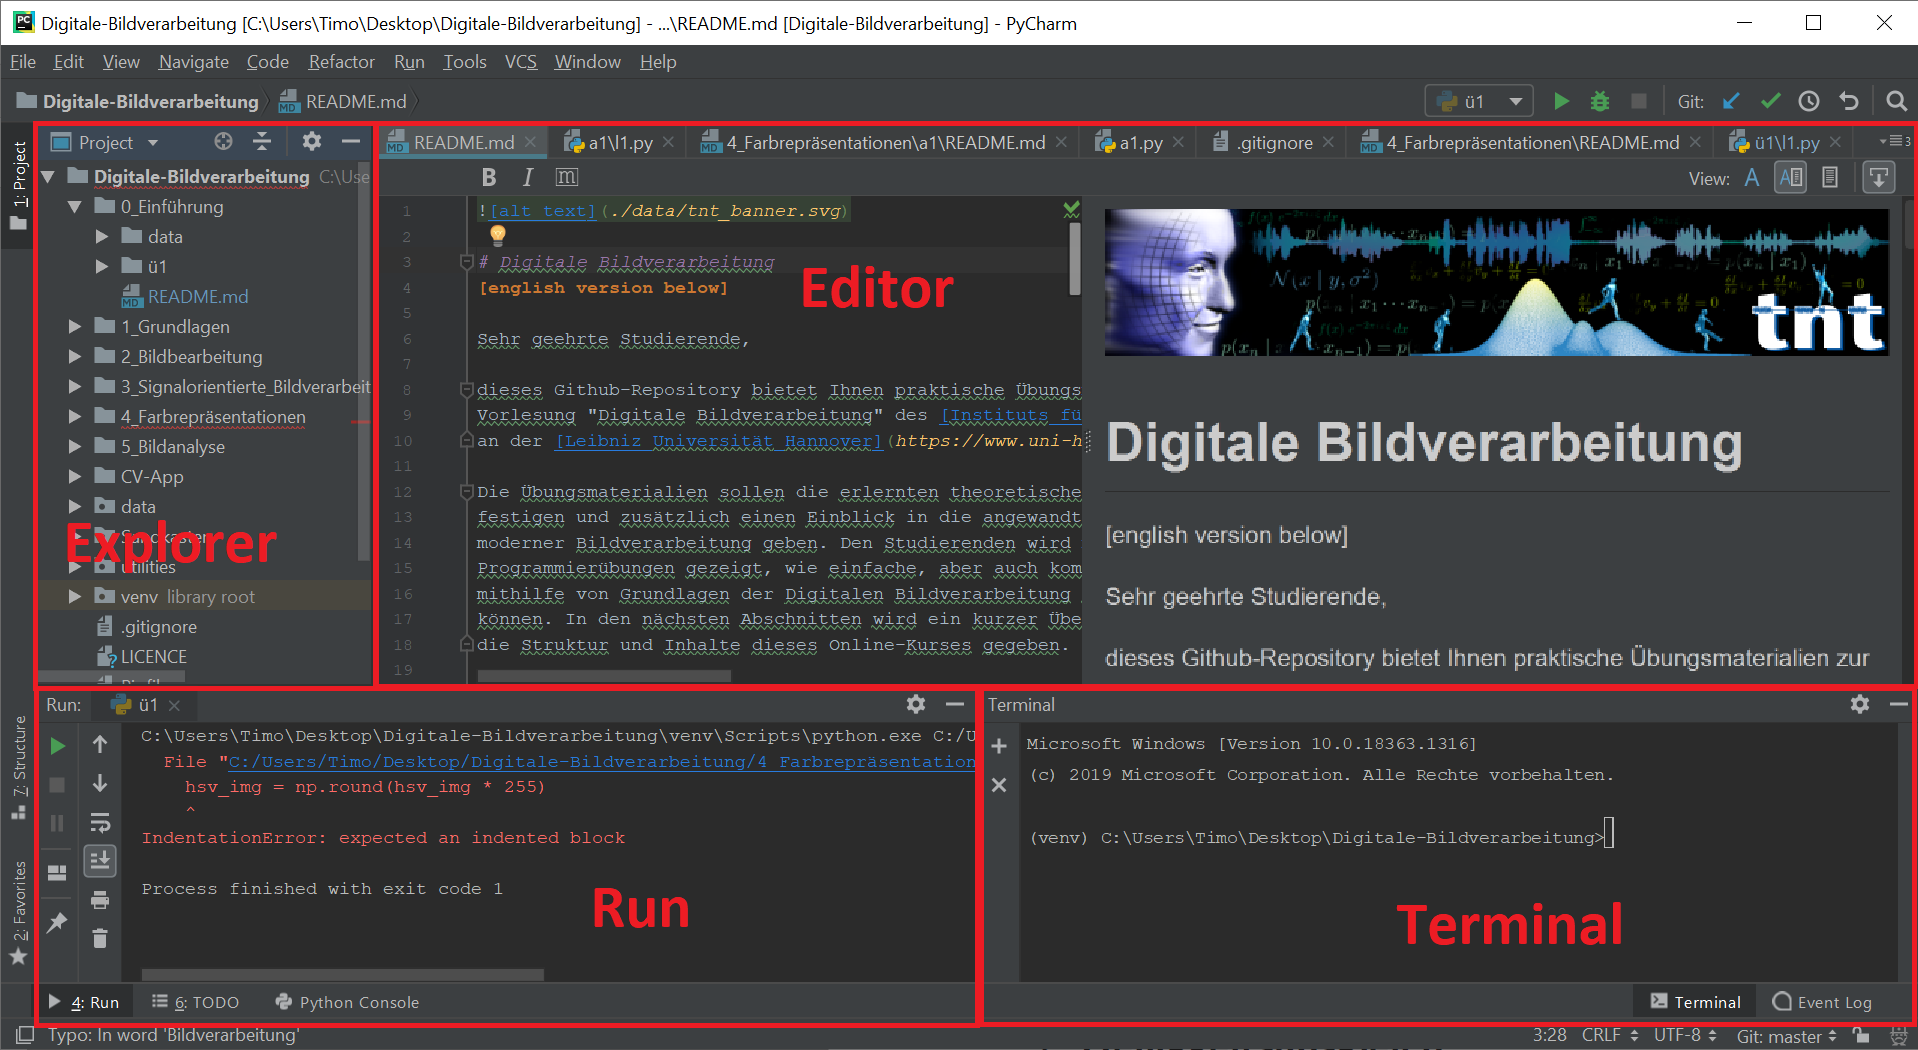 Digitale-Bildverarbeitung [C:\Users\Timo\Desktop\Digitale-Bildverarbeitung] - ...\README.md [Digitale-Bildverarbeitung] - PyCharm
File Edit View Navigate Code Refactor Run Tools VCS Window Help
Digitale-Bildverarbeitung README.md ü1 Git:
1: Project
Project
Digitale-Bildverarbeitung C:\Use
0_Einführung
data
ü1
README.md
1_Grundlagen
2_Bildbearbeitung
3_Signalorientierte_Bildverarbeit
4_Farbrepräsentationen
5_Bildanalyse
CV-App
data
Explorer
utilities
venv library root
.gitignore
LICENCE
README.md a1\l1.py 4_Farbrepräsentationen\a1\README.md a1.py .gitignore 4_Farbrepräsentationen\README.md ü1\l1.py 3
B I m View: A
1 ![alt text](./data/tnt_banner.svg)
2
3 # Digitale Bildverarbeitung
4 [english version below]
5
6 Sehr geehrte Studierende,
7
8 dieses Github-Repository bietet Ihnen praktische Übungs
9 Vorlesung "Digitale Bildverarbeitung" des [Instituts fü
10 an der [Leibniz Universität Hannover](https://www.uni-h
11
12 Die Übungsmaterialien sollen die erlernten theoretische
13 festigen und zusätzlich einen Einblick in die angewandt
14 moderner Bildverarbeitung geben. Den Studierenden wird
15 Programmierübungen gezeigt, wie einfache, aber auch kom
16 mithilfe von Grundlagen der Digitalen Bildverarbeitung
17 können. In den nächsten Abschnitten wird ein kurzer Übe
18 die Struktur und Inhalte dieses Online-Kurses gegeben.
19
Editor
tnt
Digitale Bildverarbeitung
[english version below]
Sehr geehrte Studierende,
dieses Github-Repository bietet Ihnen praktische Übungsmaterialien zur
7: Structure
2: Favorites
Run: ü1
C:\Users\Timo\Desktop\Digitale-Bildverarbeitung\venv\Scripts\python.exe C:/U
File "C:/Users/Timo/Desktop/Digitale-Bildverarbeitung/4_Farbrepräsentation
hsv_img = np.round(hsv_img * 255)
^
IndentationError: expected an indented block
Process finished with exit code 1
Run
Terminal
Microsoft Windows [Version 10.0.18363.1316]
(c) 2019 Microsoft Corporation. Alle Rechte vorbehalten.
(venv) C:\Users\Timo\Desktop\Digitale-Bildverarbeitung>
Terminal
4: Run 6: TODO Python Console Terminal Event Log
Typo: In word 'Bildverarbeitung' 3:28 CRLF UTF-8 Git: master